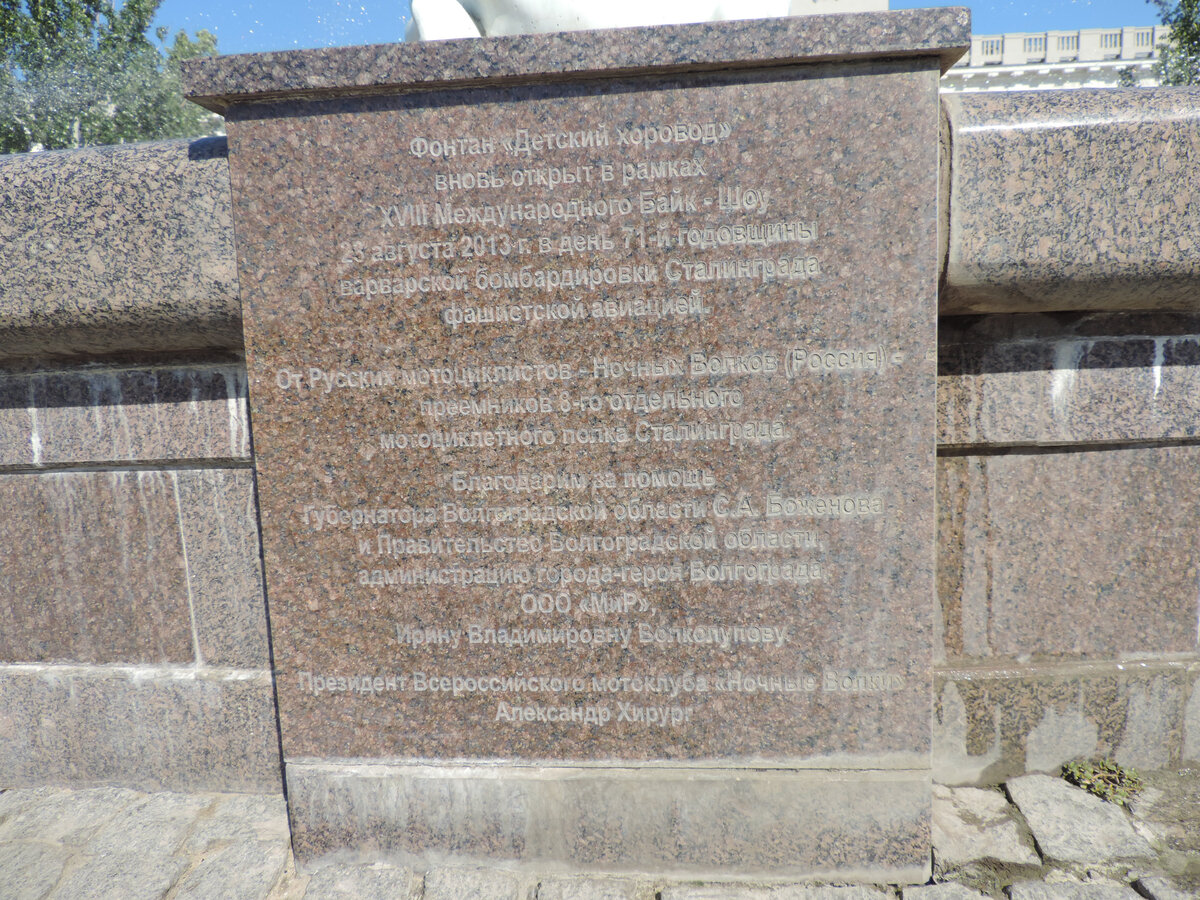 Фонтан «Детский хоровод»
вновь открыт в рамках
XVIII Международного Байк - Шоу
23 августа 2013 г. в день 71-й годовщины
варварской бомбардировки Сталинграда
фашистской авиацией.
От Русских мотоциклистов - Ночных Волков (Россия) -
преемников 8-го отдельного
мотоциклетного полка Сталинграда.
Благодарим за помощь
Губернатора Волгоградской области С.А. Боженова
и Правительство Волгоградской области,
администрацию города-героя Волгограда,
ООО «МиР»,
Ирину Владимировну Волколупову.
Президент Всероссийского мотоклуба «Ночные Волки»
Александр Хирург